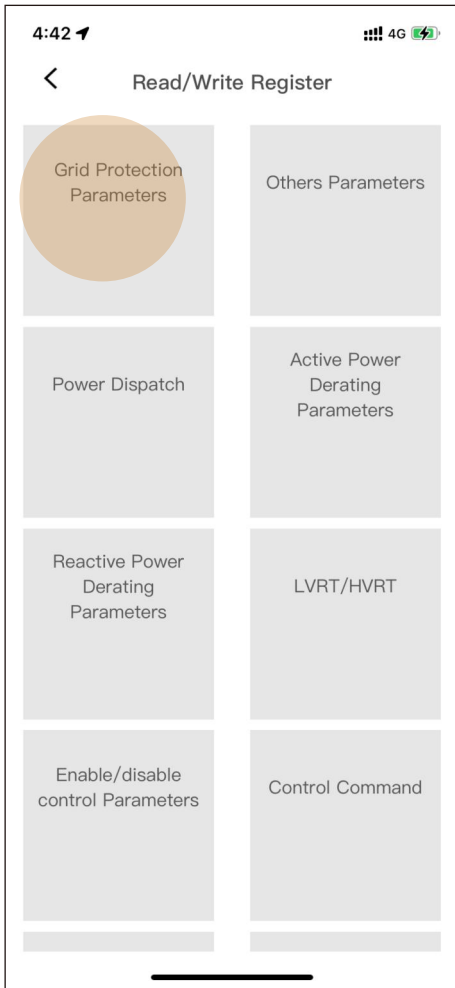 4:42
4G
Read/Write Register
Grid Protection
Parameters
Others Parameters
Power Dispatch
Active Power
Derating
Parameters
Reactive Power
Derating
Parameters
LVRT/HVRT
Enable/disable
control Parameters
Control Command